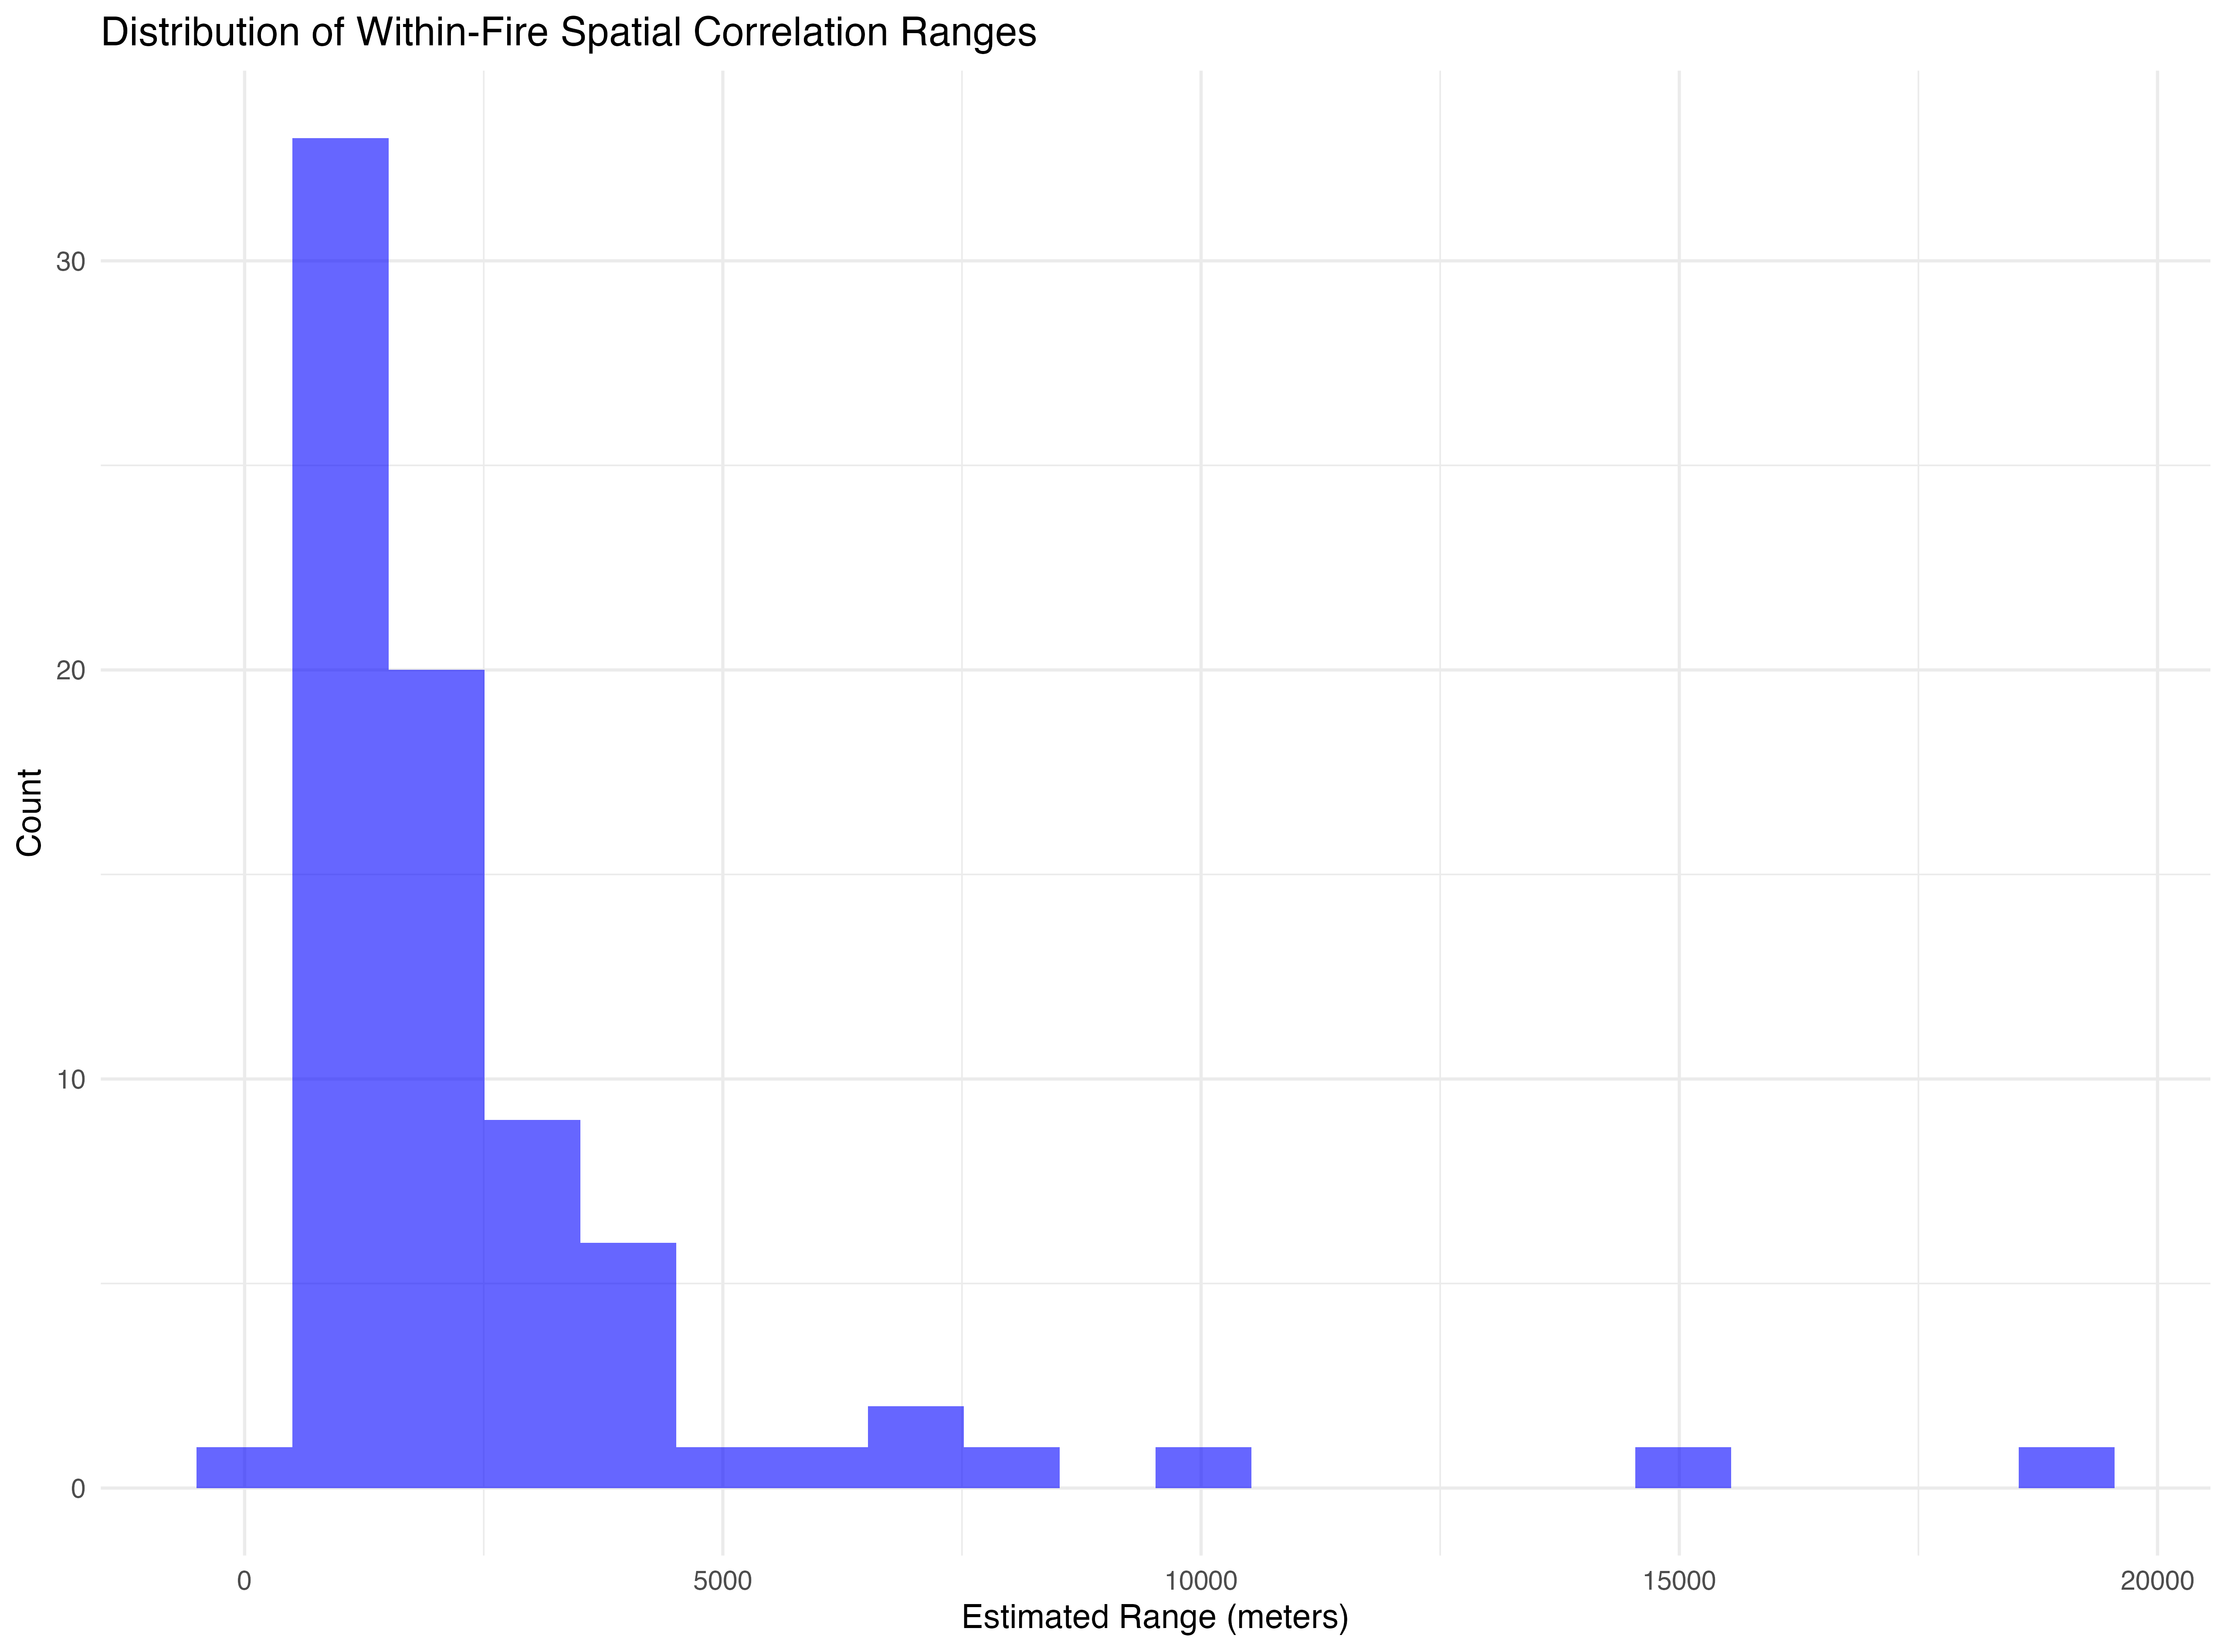 Distribution of Within-Fire Spatial Correlation Ranges
30
20
10
0
Count
0 5000 10000 15000 20000
Estimated Range (meters)